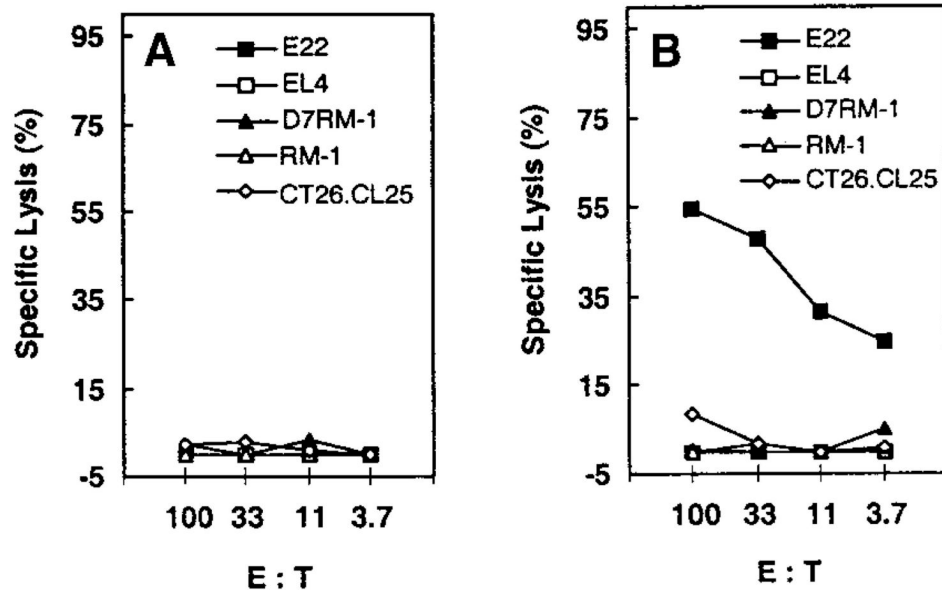 A
Specific Lysis (%)
95
75
55
35
15
-5
E22
EL4
D7RM-1
RM-1
CT26.CL25
100 33 11 3.7
E : T
B
Specific Lysis (%)
95
75
55
35
15
-5
E22
EL4
D7RM-1
RM-1
CT26.CL25
100 33 11 3.7
E : T